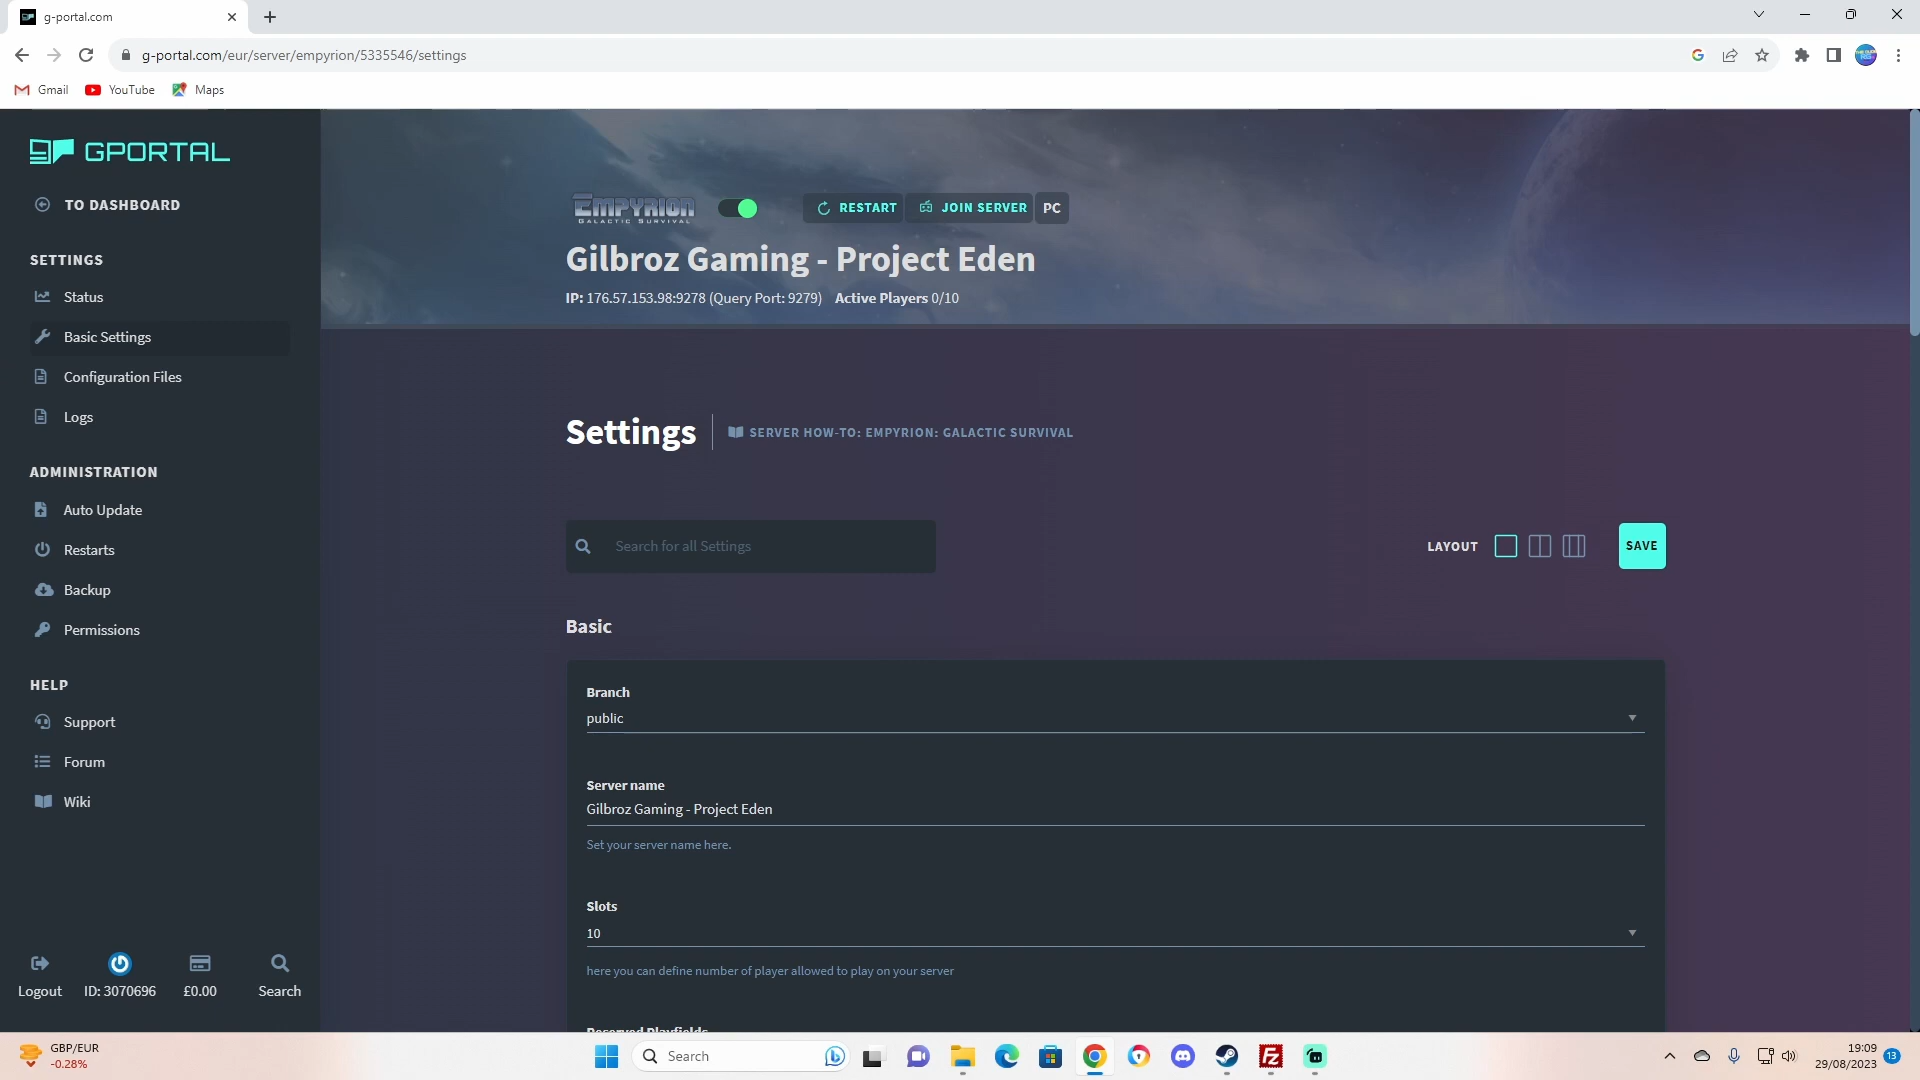 g-portal.com
g-portal.com/eur/server/empyrion/5335546/settings
Gmail
YouTube
Maps
GPORTAL
TO DASHBOARD
SETTINGS
Status
Basic Settings
Configuration Files
Logs
ADMINISTRATION
Auto Update
Restarts
Backup
Permissions
HELP
Support
Forum
Wiki
Logout
ID: 3070696
£0.00
Search
EMPYRION
GALACTIC SURVIVAL
RESTART
JOIN SERVER
PC
Gilbroz Gaming - Project Eden
IP: 176.57.153.98:9278 (Query Port: 9279) Active Players 0/10
Settings
SERVER HOW-TO: EMPYRION: GALACTIC SURVIVAL
Search for all Settings
LAYOUT
SAVE
Basic
Branch
public
Server name
Gilbroz Gaming - Project Eden
Set your server name here.
Slots
10
here you can define number of player allowed to play on your server
Reserved Playfields
GBP/EUR
-0.28%
Search
19:09
29/08/2023
13